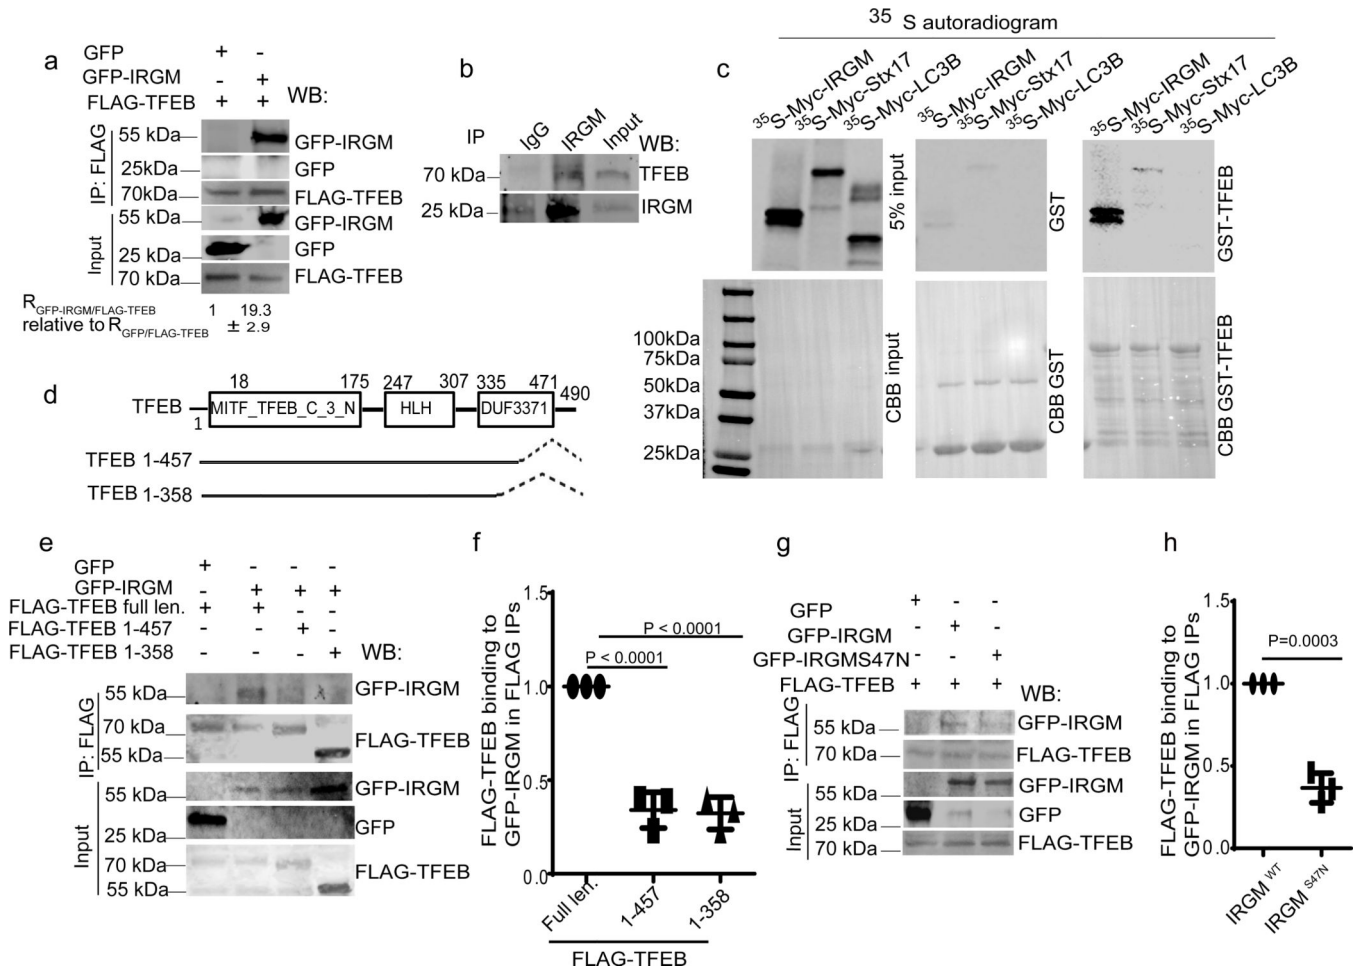 a
GFP + -
GFP-IRGM - +
FLAG-TFEB + + WB:
IP: FLAG
55 kDa GFP-IRGM
25kDa GFP
70kDa FLAG-TFEB
Input
55 kDa GFP-IRGM
25 kDa GFP
70 kDa FLAG-TFEB
R GFP-IRGM/FLAG-TFEB 1 19.3
relative to R GFP/FLAG-TFEB ± 2.9
b
IP IgG IRGM Input WB:
70 kDa TFEB
25 kDa IRGM
c
35 S autoradiogram
35S-Myc-IRGM 35S-Myc-Stx17 35S-Myc-LC3B
35S-Myc-IRGM 35S-Myc-Stx17 35S-Myc-LC3B
35S-Myc-IRGM 35S-Myc-Stx17 35S-Myc-LC3B
5% input
GST
GST-TFEB
100kDa
75kDa
50kDa
37kDa
25kDa
CBB input
CBB GST
CBB GST-TFEB
d
18 175 247 307 335 471 490
TFEB 1 MITF_TFEB_C_3_N HLH DUF3371
TFEB 1-457
TFEB 1-358
e
GFP + - - -
GFP-IRGM - + + +
FLAG-TFEB full len. + + - -
FLAG-TFEB 1-457 - - + -
FLAG-TFEB 1-358 - - - + WB:
IP: FLAG
55 kDa GFP-IRGM
70 kDa FLAG-TFEB
55 kDa
Input
55 kDa GFP-IRGM
25 kDa GFP
70 kDa FLAG-TFEB
55 kDa
f
FLAG-TFEB binding to
GFP-IRGM in FLAG IPs
1.5
1.0
0.5
0.0
P < 0.0001
P < 0.0001
Full len.
1-457
1-358
FLAG-TFEB
g
GFP + - -
GFP-IRGM - + -
GFP-IRGMS47N - - +
FLAG-TFEB + + + WB:
IP: FLAG
55 kDa GFP-IRGM
70 kDa FLAG-TFEB
Input
55 kDa GFP-IRGM
25 kDa GFP
70 kDa FLAG-TFEB
h
FLAG-TFEB binding to
GFP-IRGM in FLAG IPs
1.5
1.0
0.5
0.0
P=0.0003
IRGM WT
IRGM S47N